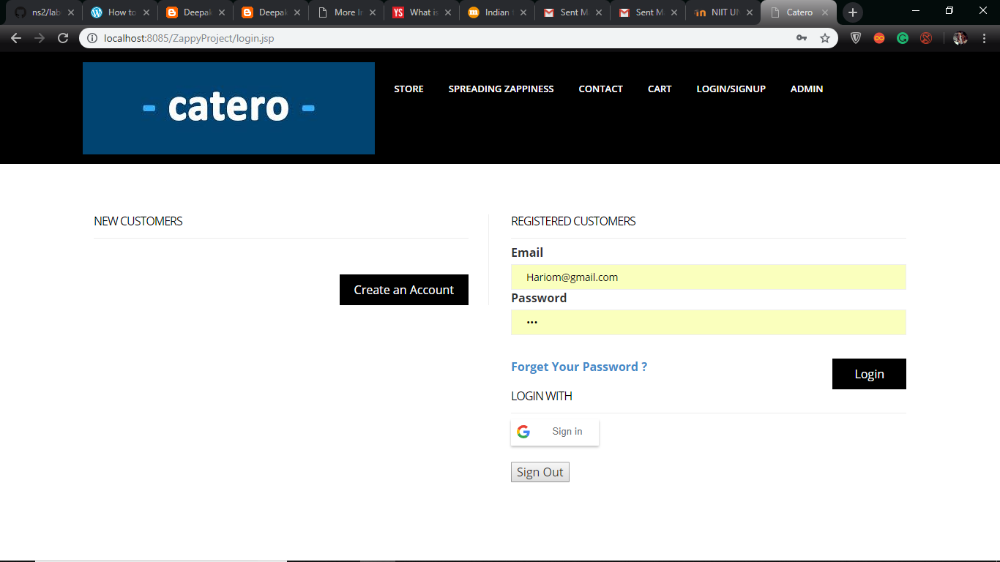 ns2/lab
How to
Deepak
Deepak
More In
What is
Indian
Sent M
Sent M
NIIT UN
Catero
localhost:8085/ZappyProject/login.jsp
- catero -
STORE
SPREADING ZAPPINESS
CONTACT
CART
LOGIN/SIGNUP
ADMIN
NEW CUSTOMERS
Create an Account
REGISTERED CUSTOMERS
Email
Hariom@gmail.com
Password
•••
Forget Your Password ?
Login
LOGIN WITH
Sign in
Sign Out